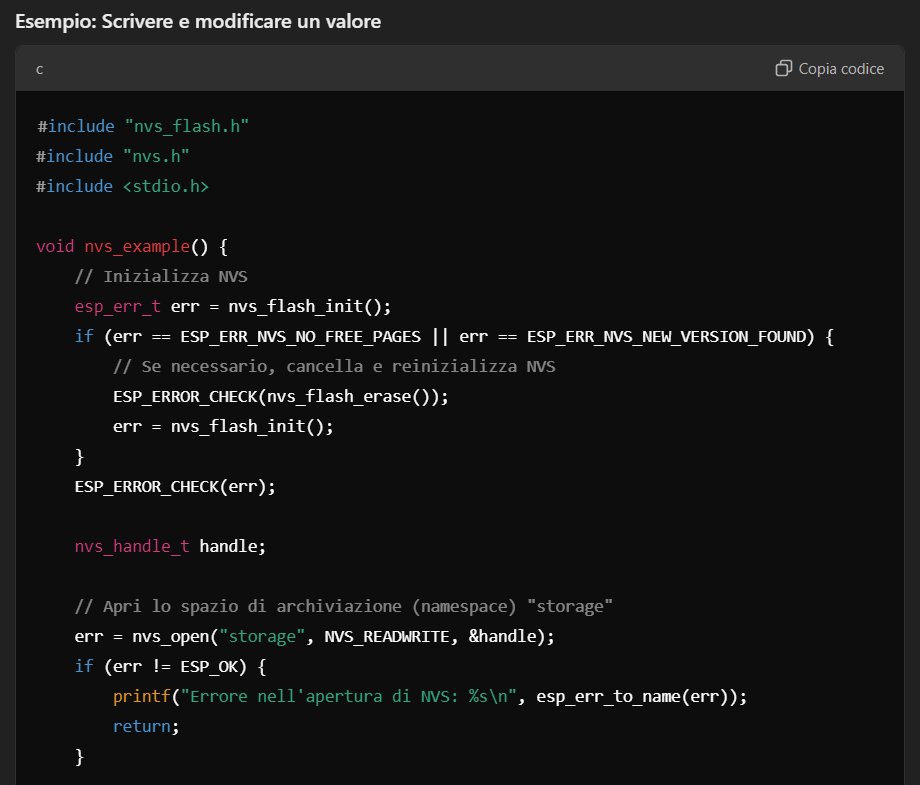 Esempio: Scrivere e modificare un valore
c
Copia codice
#include "nvs_flash.h"
#include "nvs.h"
#include <stdio.h>
void nvs_example() {
    // Inizializza NVS
    esp_err_t err = nvs_flash_init();
    if (err == ESP_ERR_NVS_NO_FREE_PAGES || err == ESP_ERR_NVS_NEW_VERSION_FOUND) {
        // Se necessario, cancella e reinizializza NVS
        ESP_ERROR_CHECK(nvs_flash_erase());
        err = nvs_flash_init();
    }
    ESP_ERROR_CHECK(err);
    nvs_handle_t handle;
    // Apri lo spazio di archiviazione (namespace) "storage"
    err = nvs_open("storage", NVS_READWRITE, &handle);
    if (err != ESP_OK) {
        printf("Errore nell'apertura di NVS: %s\n", esp_err_to_name(err));
        return;
    }